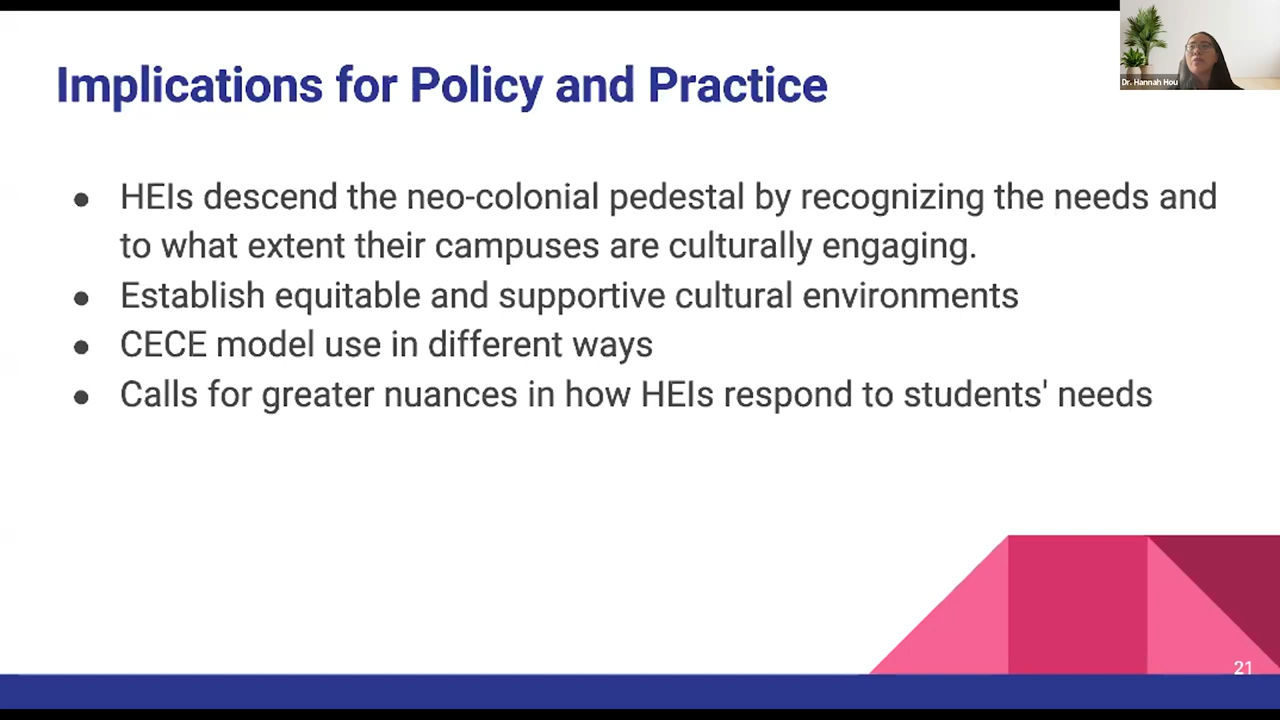 Implications for Policy and Practice
Dr. Hannah Hou
● HEIs descend the neo-colonial pedestal by recognizing the needs and
to what extent their campuses are culturally engaging.
● Establish equitable and supportive cultural environments
● CECE model use in different ways
● Calls for greater nuances in how HEIs respond to students' needs
21